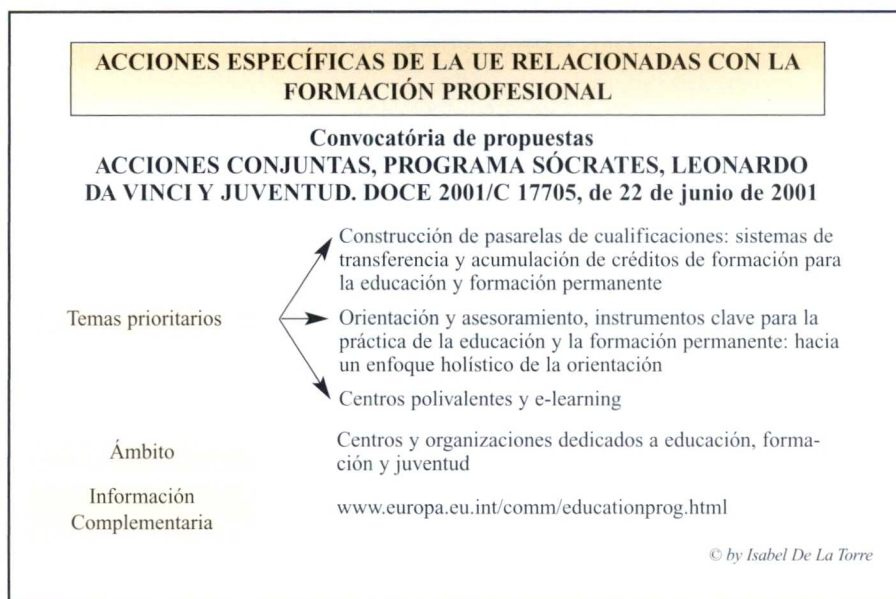 ACCIONES ESPECÍFICAS DE LA UE RELACIONADAS CON LA
FORMACIÓN PROFESIONAL
Convocatória de propuestas
ACCIONES CONJUNTAS, PROGRAMA SÓCRATES, LEONARDO
DA VINCI Y JUVENTUD. DOCE 2001/C 17705, de 22 de junio de 2001
Temas prioritarios
Construcción de pasarelas de cualificaciones: sistemas de
transferencia y acumulación de créditos de formación para
la educación y formación permanente
Orientación y asesoramiento, instrumentos clave para la
práctica de la educación y la formación permanente: hacia
un enfoque holístico de la orientación
Centros polivalentes y e-learning
Ámbito
Centros y organizaciones dedicados a educación, forma-
ción y juventud
Información
Complementaria
www.europa.eu.int/comm/educationprog.html
© by Isabel De La Torre